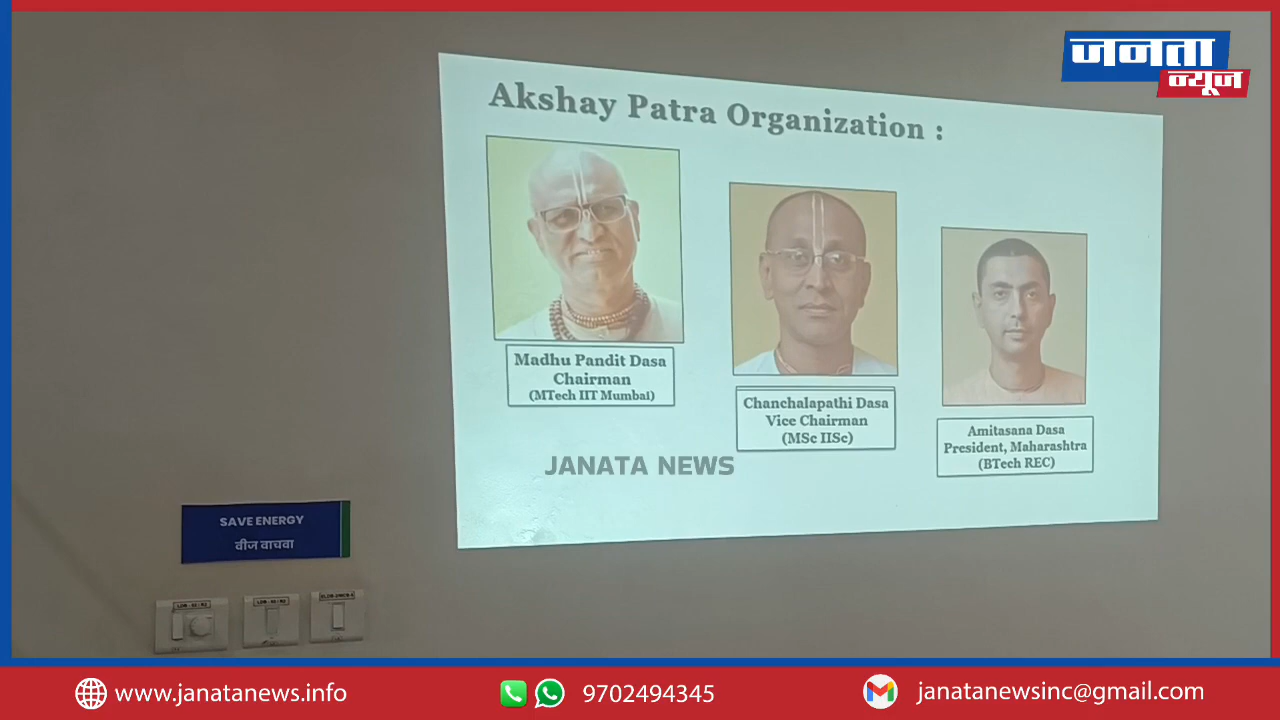 जनता
न्यूज
Akshay Patra Organization :
Madhu Pandit Dasa
Chairman
(MTech IIT Mumbai)
Chanchalapathi Dasa
Vice Chairman
(MSc IISc)
Amitasana Dasa
President, Maharashtra
(BTech REC)
JANATA NEWS
SAVE ENERGY
वीज वाचवा
www.janatanews.info
9702494345
janatanewsinc@gmail.com